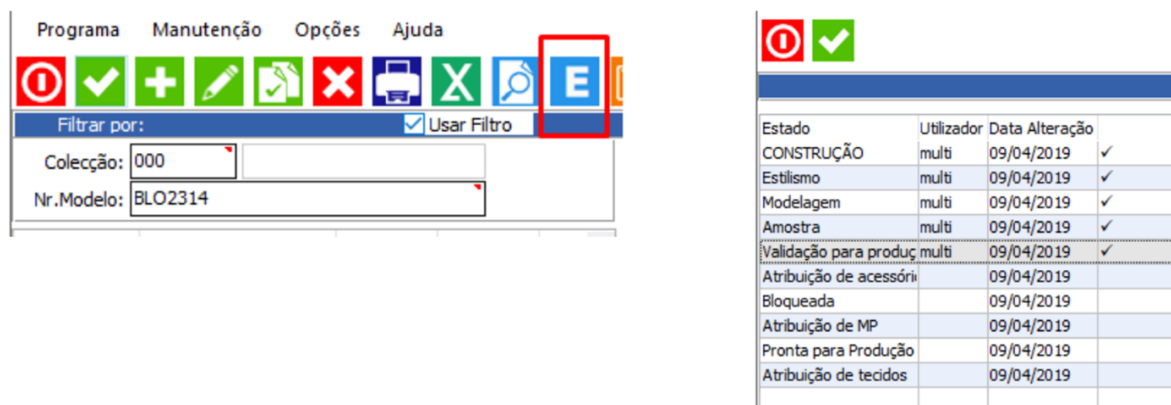 Programa Manutenção Opções Ajuda
E
Filtrar por: Usar Filtro
Colecção: 000
Nr.Modelo: BLO2314
Estado Utilizador Data Alteração
CONSTRUÇÃO multi 09/04/2019 ✓
Estilismo multi 09/04/2019 ✓
Modelagem multi 09/04/2019 ✓
Amostra multi 09/04/2019 ✓
Validação para produç multi 09/04/2019 ✓
Atribuição de acessóri 09/04/2019
Bloqueada 09/04/2019
Atribuição de MP 09/04/2019
Pronta para Produção 09/04/2019
Atribuição de tecidos 09/04/2019